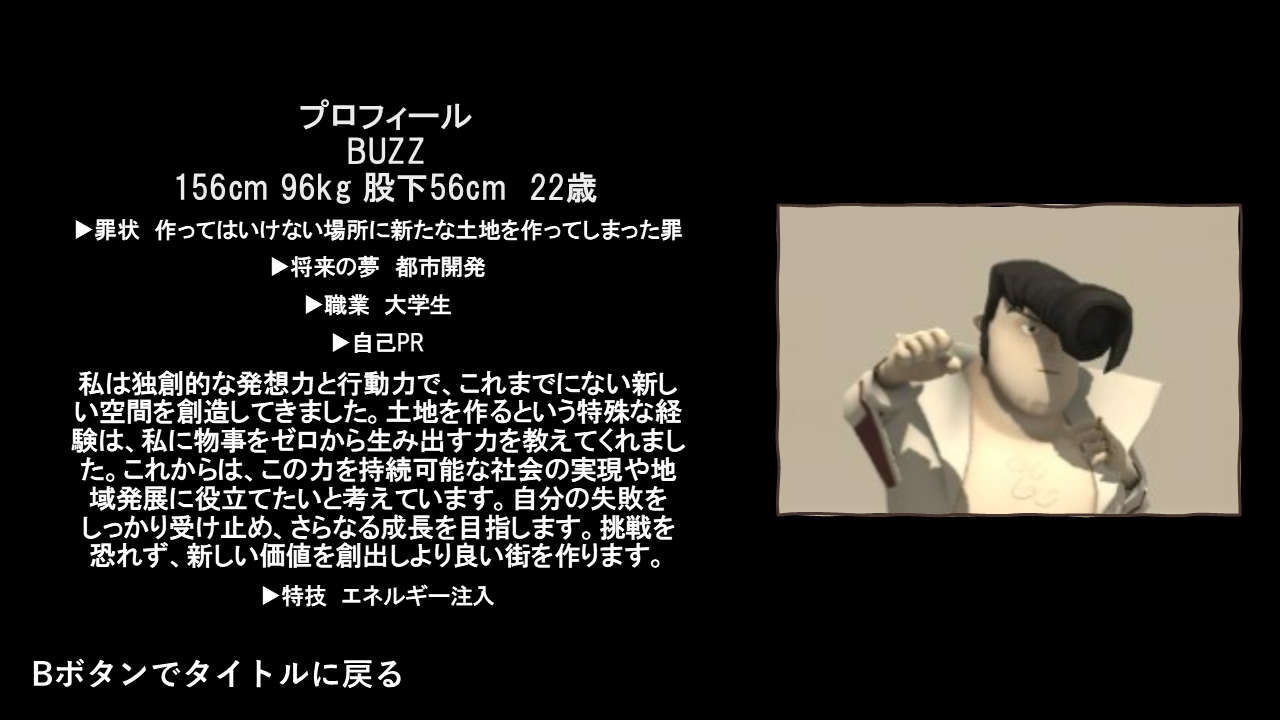 プロフィール
BUZZ
156cm 96kg 股下56cm 22歳
▶罪状 作ってはいけない場所に新たな土地を作ってしまった罪
▶将来の夢 都市開発
▶職業 大学生
▶自己PR
私は独創的な発想力と行動力で、これまでにない新し
い空間を創造してきました。土地を作るという特殊な経
験は、私に物事をゼロから生み出す力を教えてくれまし
た。これからは、この力を持続可能な社会の実現や地
域発展に役立てたいと考えています。自分の失敗を
しっかり受け止め、さらなる成長を目指します。挑戦を
恐れず、新しい価値を創出しより良い街を作ります。
▶特技 エネルギー注入
Bボタンでタイトルに戻る